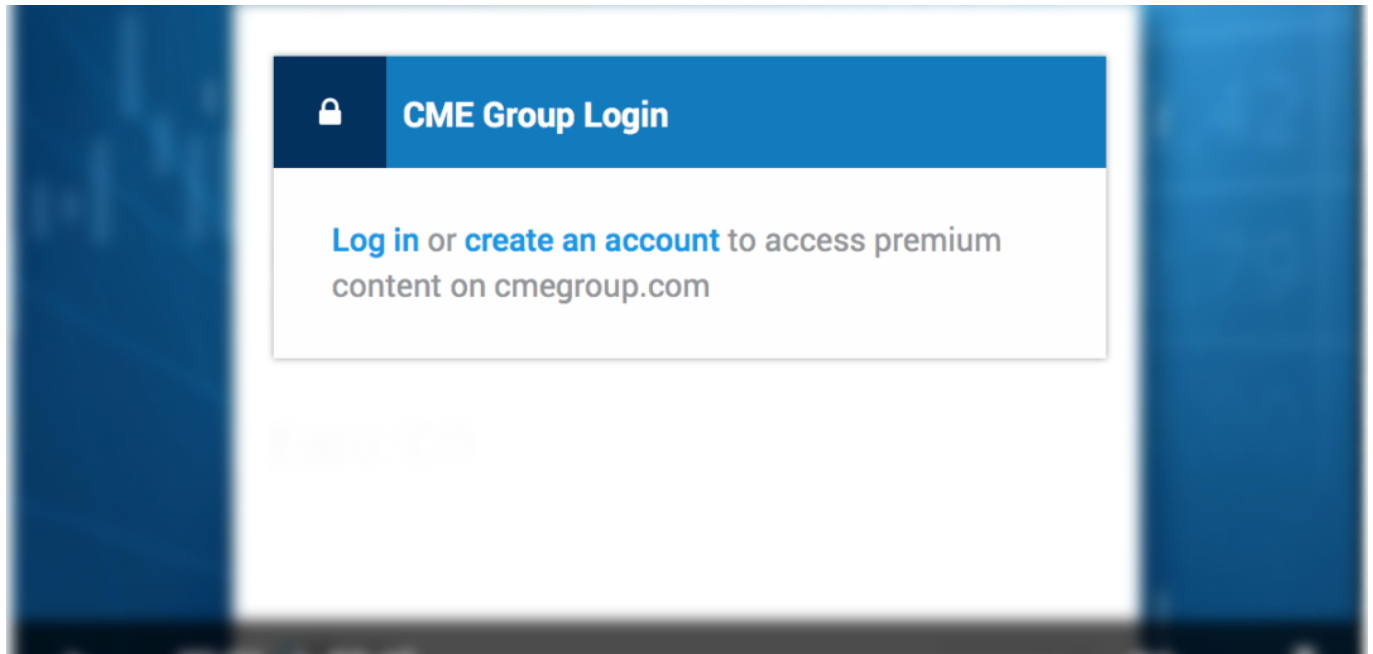 CME Group Login
Log in or create an account to access premium
content on cmegroup.com